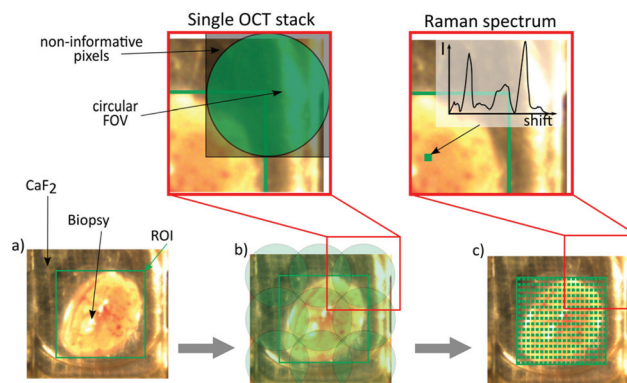 Single OCT stack
Raman spectrum
non-informative
pixels
circular
FOV
I
shift
CaF2
Biopsy
ROI
a)
b)
c)